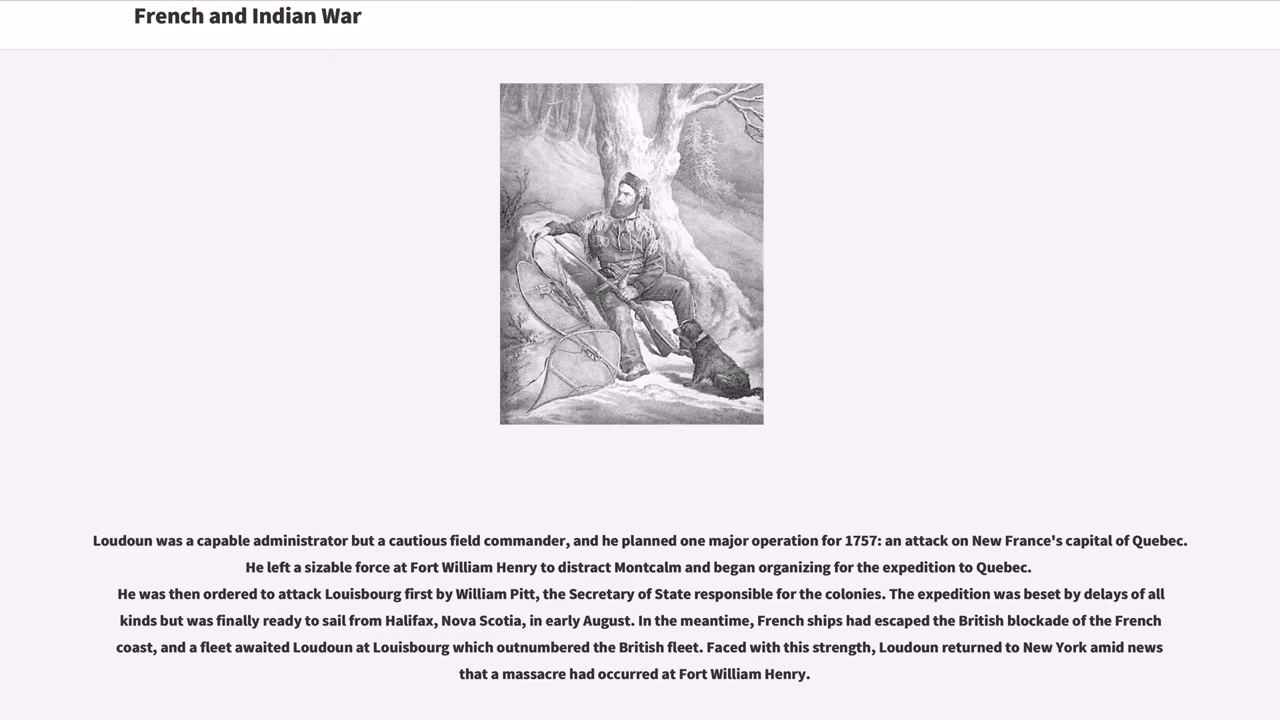 French and Indian War
Loudoun was a capable administrator but a cautious field commander, and he planned one major operation for 1757: an attack on New France's capital of Quebec.
He left a sizable force at Fort William Henry to distract Montcalm and began organizing for the expedition to Quebec.
He was then ordered to attack Louisbourg first by William Pitt, the Secretary of State responsible for the colonies. The expedition was beset by delays of all
kinds but was finally ready to sail from Halifax, Nova Scotia, in early August. In the meantime, French ships had escaped the British blockade of the French
coast, and a fleet awaited Loudoun at Louisbourg which outnumbered the British fleet. Faced with this strength, Loudoun returned to New York amid news
that a massacre had occurred at Fort William Henry.